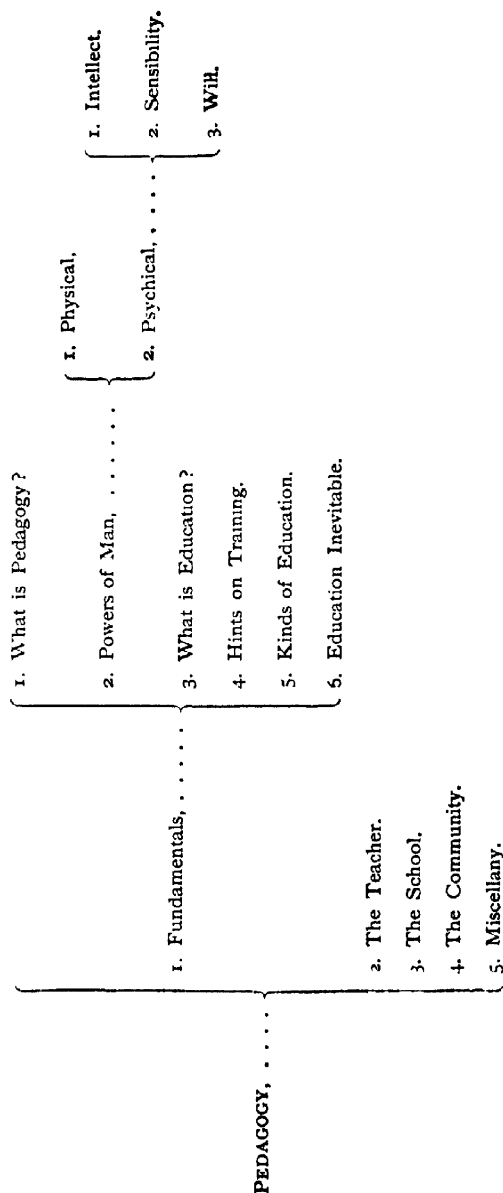 PEDAGOGY, . . . . .
1. Fundamentals, . . . . . .
1. What is Pedagogy?
2. Powers of Man, . . . . . . .
1. Physical,
2. Psychical, . . . . .
1. Intellect.
2. Sensibility.
3. Will.
3. What is Education?
4. Hints on Training.
5. Kinds of Education.
6. Education Inevitable.
2. The Teacher.
3. The School.
4. The Community.
5. Miscellany.